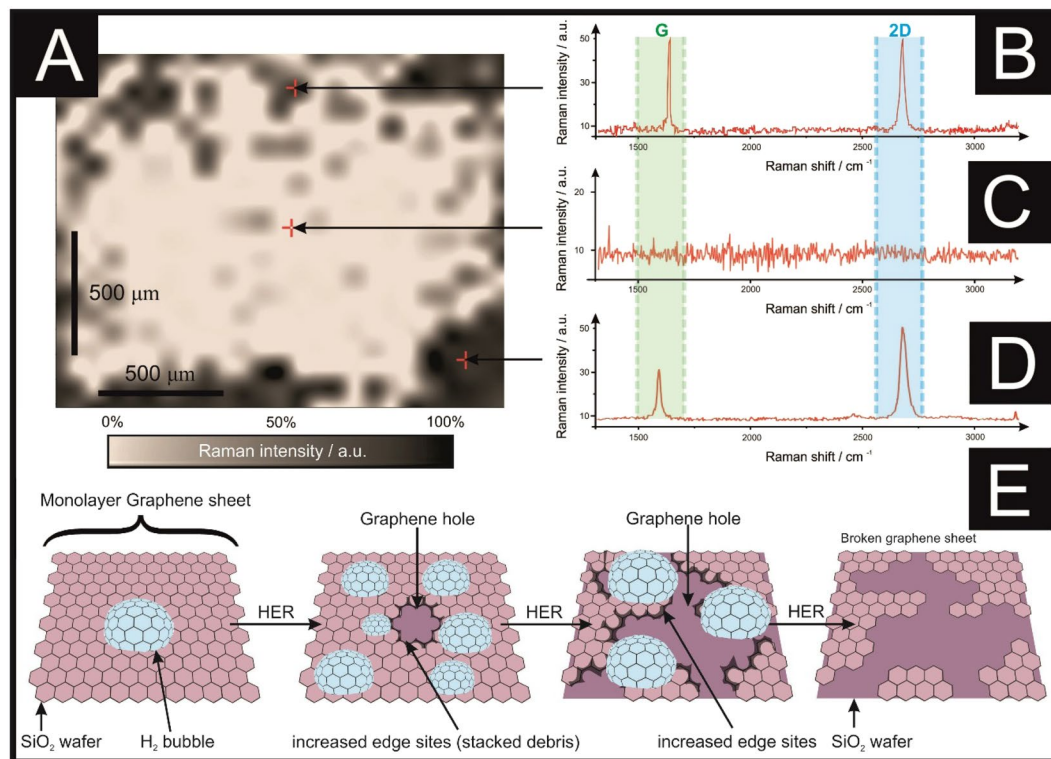 A
500 μm
500 μm
0%
50%
100%
Raman intensity / a.u.
G
2D
B
Raman intensity / a.u.
50
30
10
1500
2000
2500
3000
Raman shift / cm⁻¹
C
Raman intensity / a.u.
20
10
1500
2000
2500
3000
Raman shift / cm⁻¹
D
Raman intensity / a.u.
50
30
10
1500
2000
2500
3000
Raman shift / cm⁻¹
E
Monolayer Graphene sheet
Graphene hole
Graphene hole
Broken graphene sheet
HER
HER
HER
SiO₂ wafer
H₂ bubble
increased edge sites (stacked debris)
increased edge sites
SiO₂ wafer